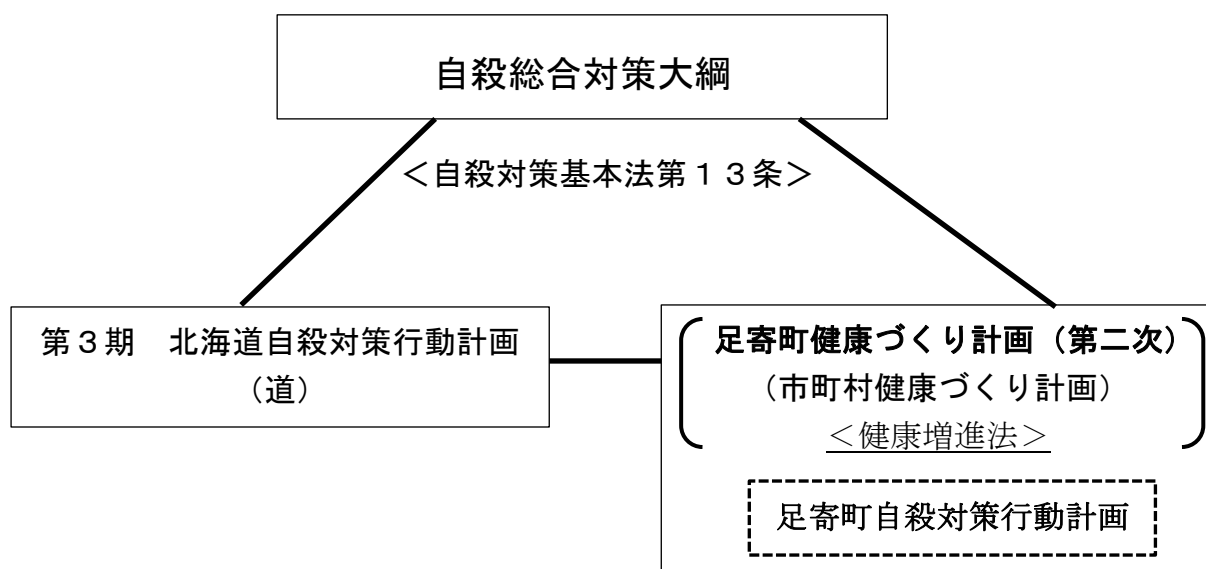 自殺総合対策大綱
＜自殺対策基本法第１３条＞
第３期　北海道自殺対策行動計画
（道）
足寄町健康づくり計画（第二次）
（市町村健康づくり計画）
＜健康増進法＞
足寄町自殺対策行動計画